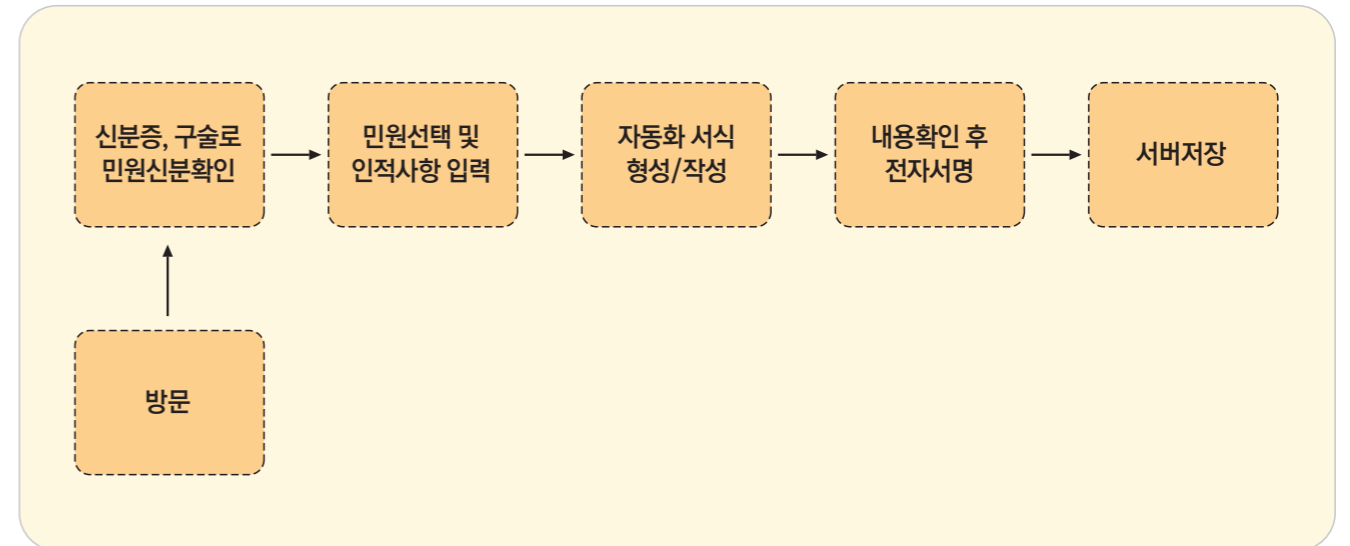 신분증, 구술로
민원신분확인
민원선택 및
인적사항 입력
자동화 서식
형성/작성
내용확인 후
전자서명
서버저장
방문